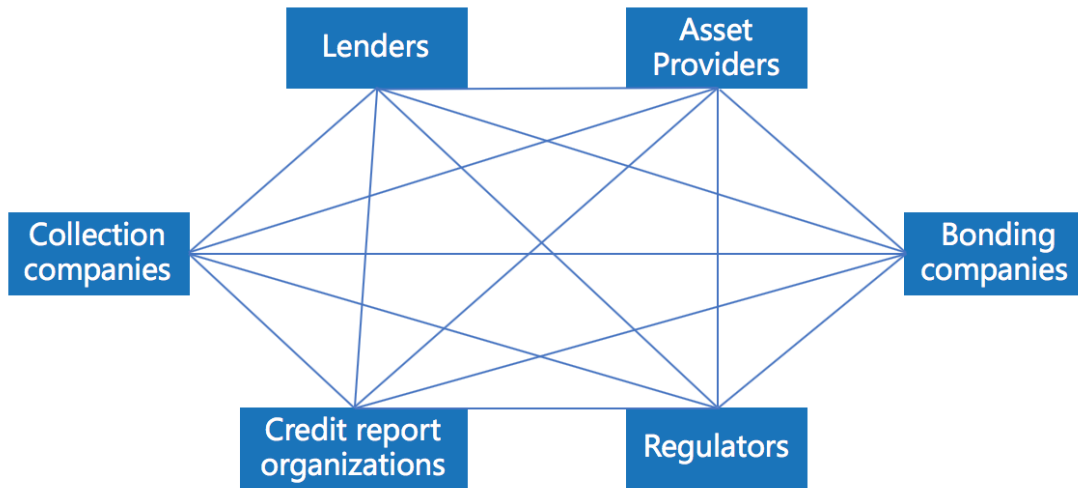 Lenders
Asset
Providers
Collection
companies
Bonding
companies
Credit report
organizations
Regulators